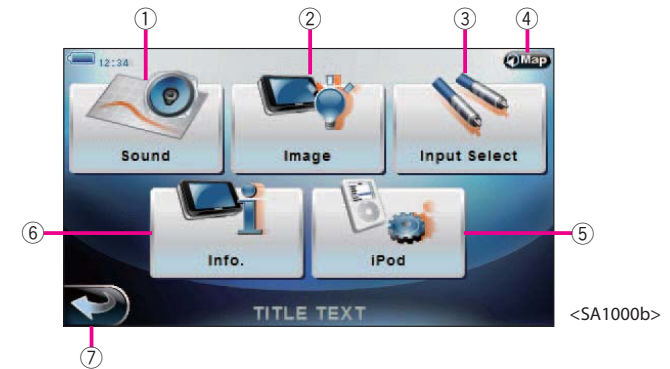 ① ② ③ ④
12:34 Map
Sound Image Input Select
⑥ ⑤
Info. iPod
TITLE TEXT <SA1000b>
⑦